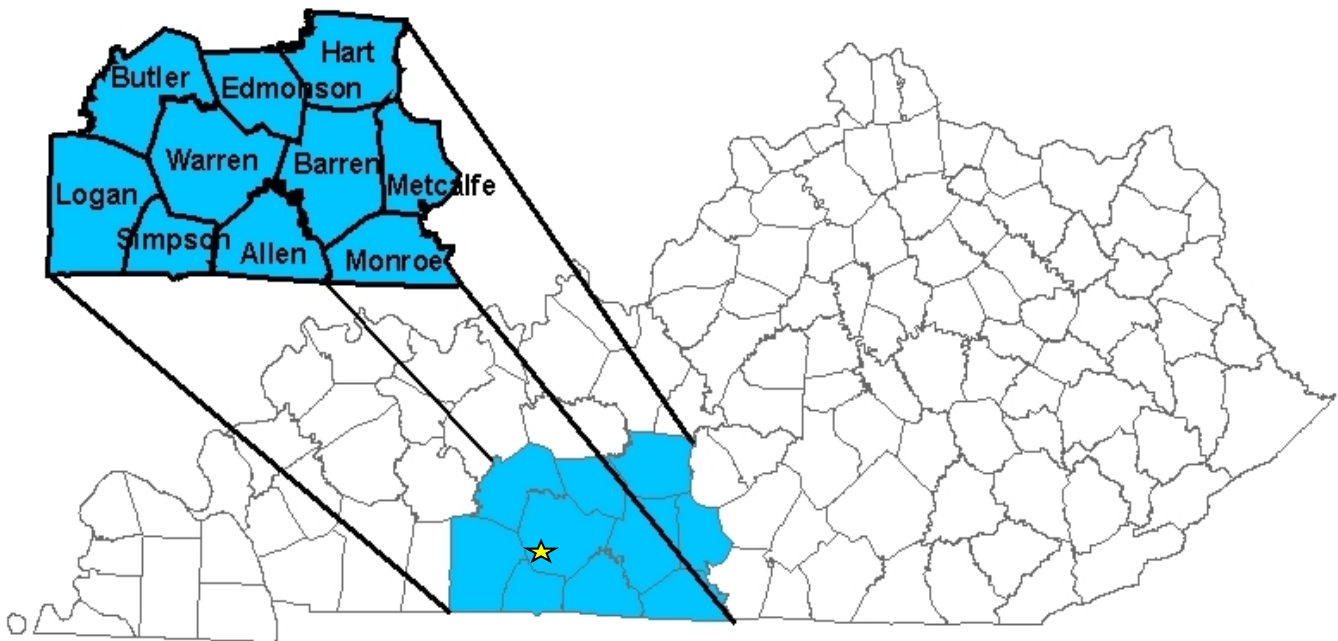 Hart
Butler
Edmonson
Warren
Barren
Metcalfe
Logan
Simpson
Allen
Monroe